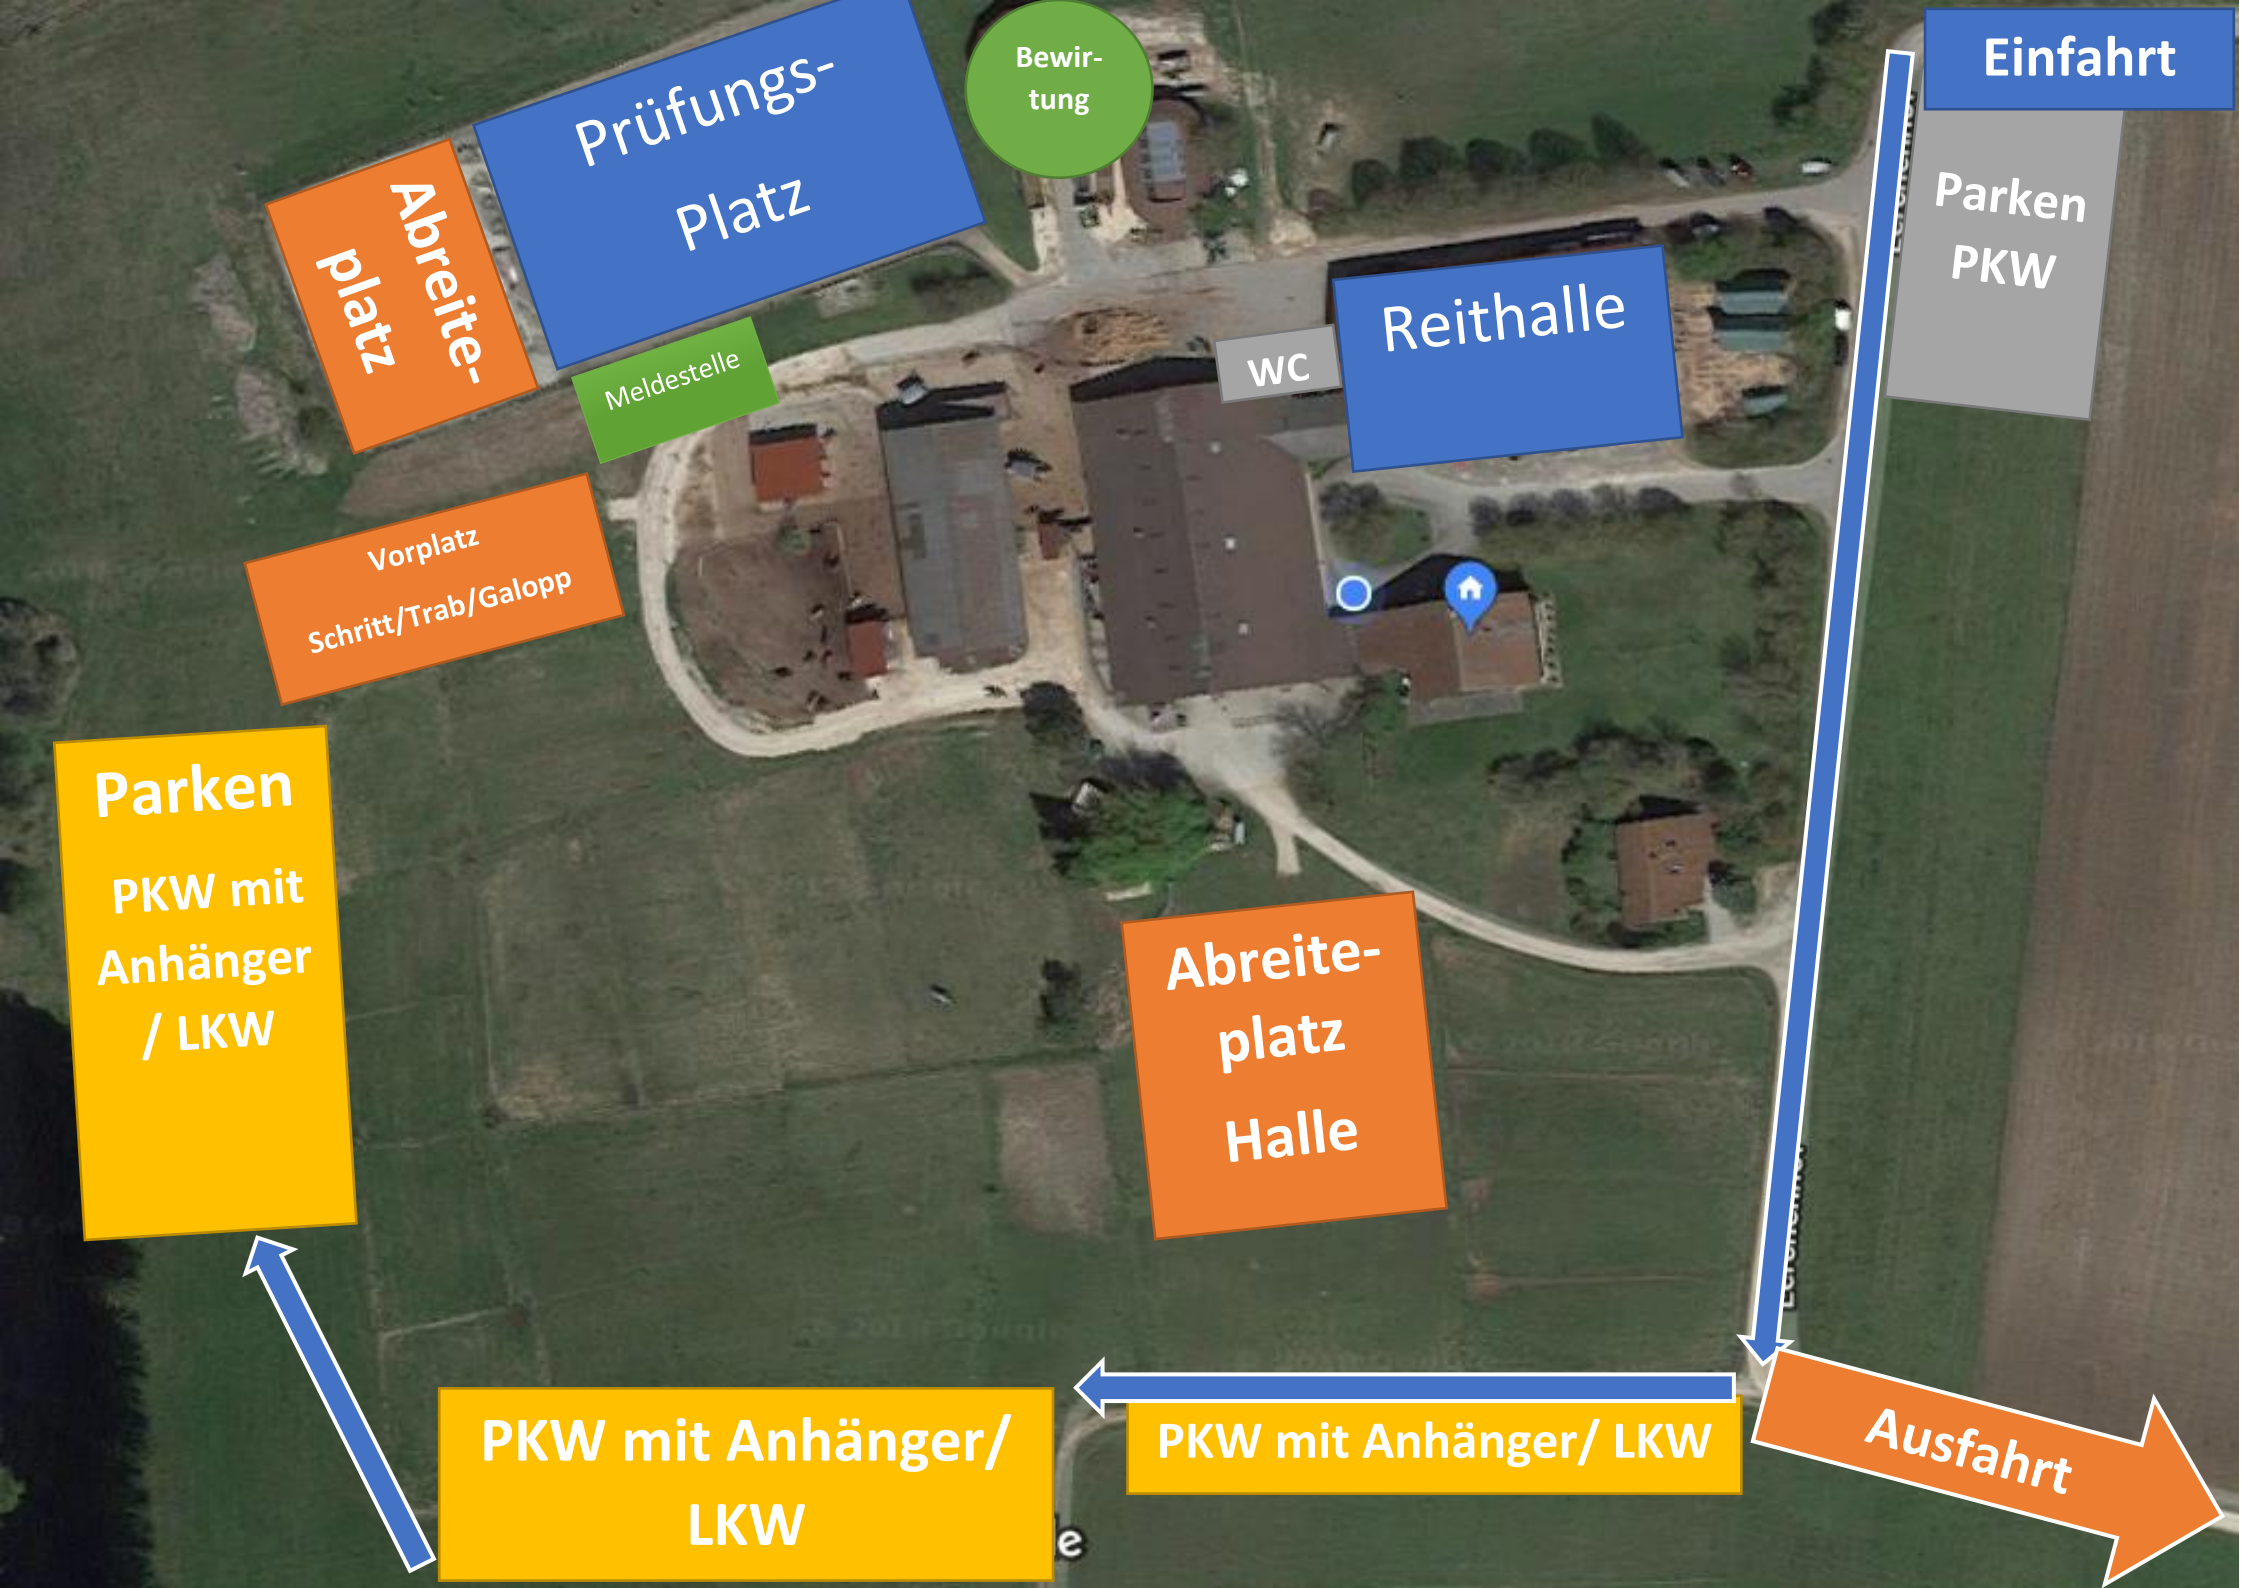 Einfahrt
Bewir-
tung
Prüfungs-
Platz
Abreite-
platz
Parken
PKW
Reithalle
WC
Meldestelle
Vorplatz
Schritt/Trab/Galopp
Parken
PKW mit
Anhänger
/ LKW
Abreite-
platz
Halle
PKW mit Anhänger/
LKW
PKW mit Anhänger/ LKW
Ausfahrt